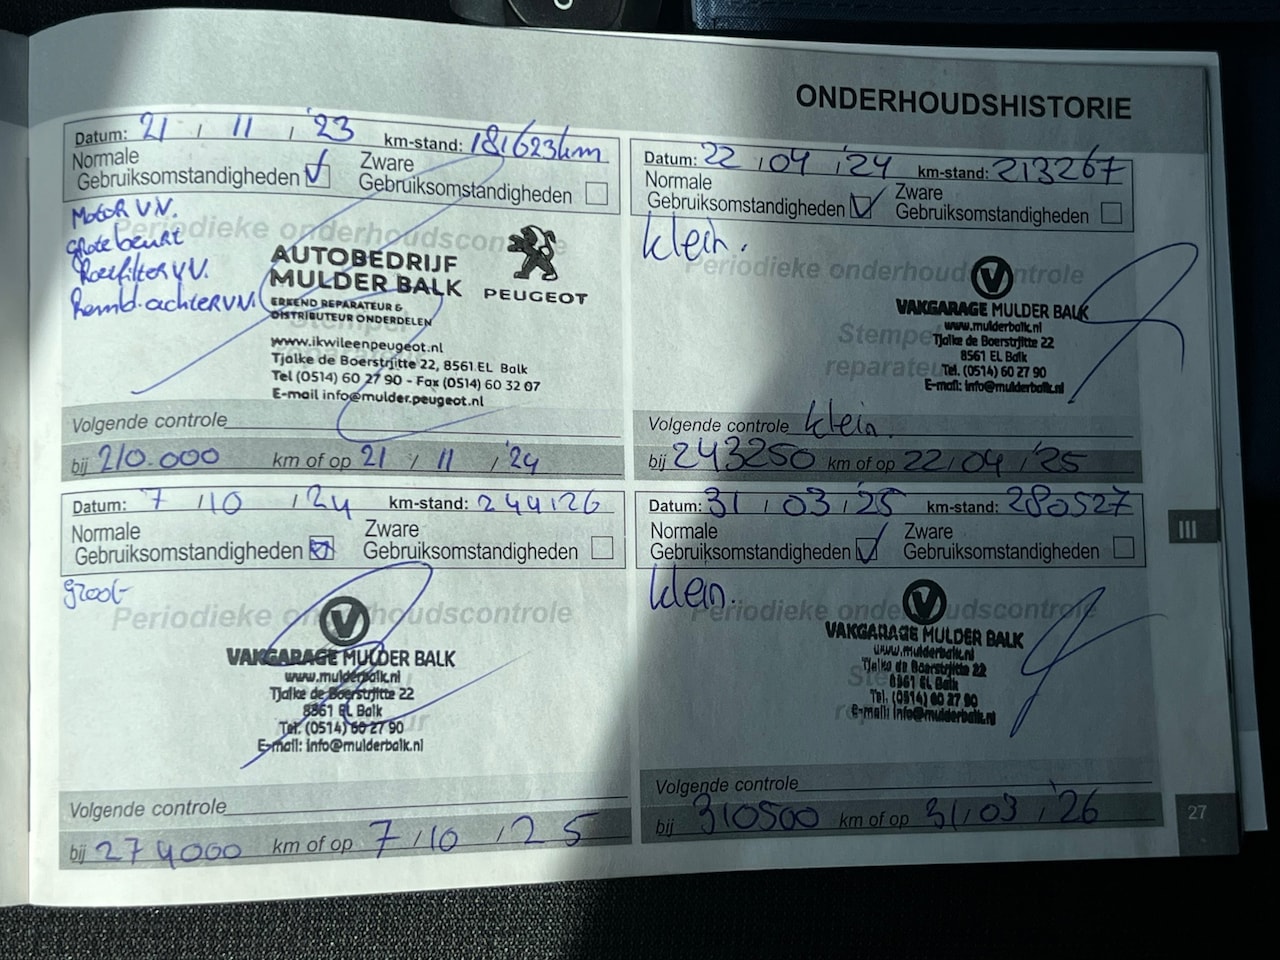 ONDERHOUDSHISTORIE
Datum: 21 / 11 / '23 km-stand: 181623km
Normale Gebruiksomstandigheden
Zware Gebruiksomstandigheden
Motor V.V.
Grote beurt
Roetfilter V.V.
Remb. achter V.V.
Periodieke onderhoudscontrole
Stempel
AUTOBEDRIJF
MULDER BALK
PEUGEOT
ERKEND REPARATEUR &
DISTRIBUTEUR ONDERDELEN
www.ikwileenpeugeot.nl
Tjalke de Boerstrjitte 22, 8561 EL Balk
Tel (0514) 60 27 90 - Fax (0514) 60 32 07
E-mail info@mulder.peugeot.nl
Volgende controle
bij 210.000 km of op 21 / 11 / '24
Datum: 22 / 04 / '24 km-stand: 213267
Normale Gebruiksomstandigheden
Zware Gebruiksomstandigheden
klein.
Periodieke onderhoudscontrole
Stempel
reparateur
VAKGARAGE MULDER BALK
www.mulderbalk.nl
Tjalke de Boerstrjitte 22
8561 EL Balk
Tel. (0514) 60 27 90
E-mail: info@mulderbalk.nl
Volgende controle klein.
bij 243250 km of op 22 / 04 / '25
Datum: 7 / 10 / '24 km-stand: 244126
Normale Gebruiksomstandigheden
Zware Gebruiksomstandigheden
groot
Periodieke onderhoudscontrole
VAKGARAGE MULDER BALK
www.mulderbalk.nl
Tjalke de Boerstrjitte 22
8561 EL Balk
Tel. (0514) 60 27 90
E-mail: info@mulderbalk.nl
Volgende controle
bij 274000 km of op 7 / 10 / 25
Datum: 31 / 03 / '25 km-stand: 280527
Normale Gebruiksomstandigheden
Zware Gebruiksomstandigheden
klein.
Periodieke onderhoudscontrole
VAKGARAGE MULDER BALK
www.mulderbalk.nl
Tjalke de Boerstrjitte 22
8561 EL Balk
Tel. (0514) 60 27 90
E-mail: info@mulderbalk.nl
Volgende controle
bij 310500 km of op 31 / 03 / '26
III
27